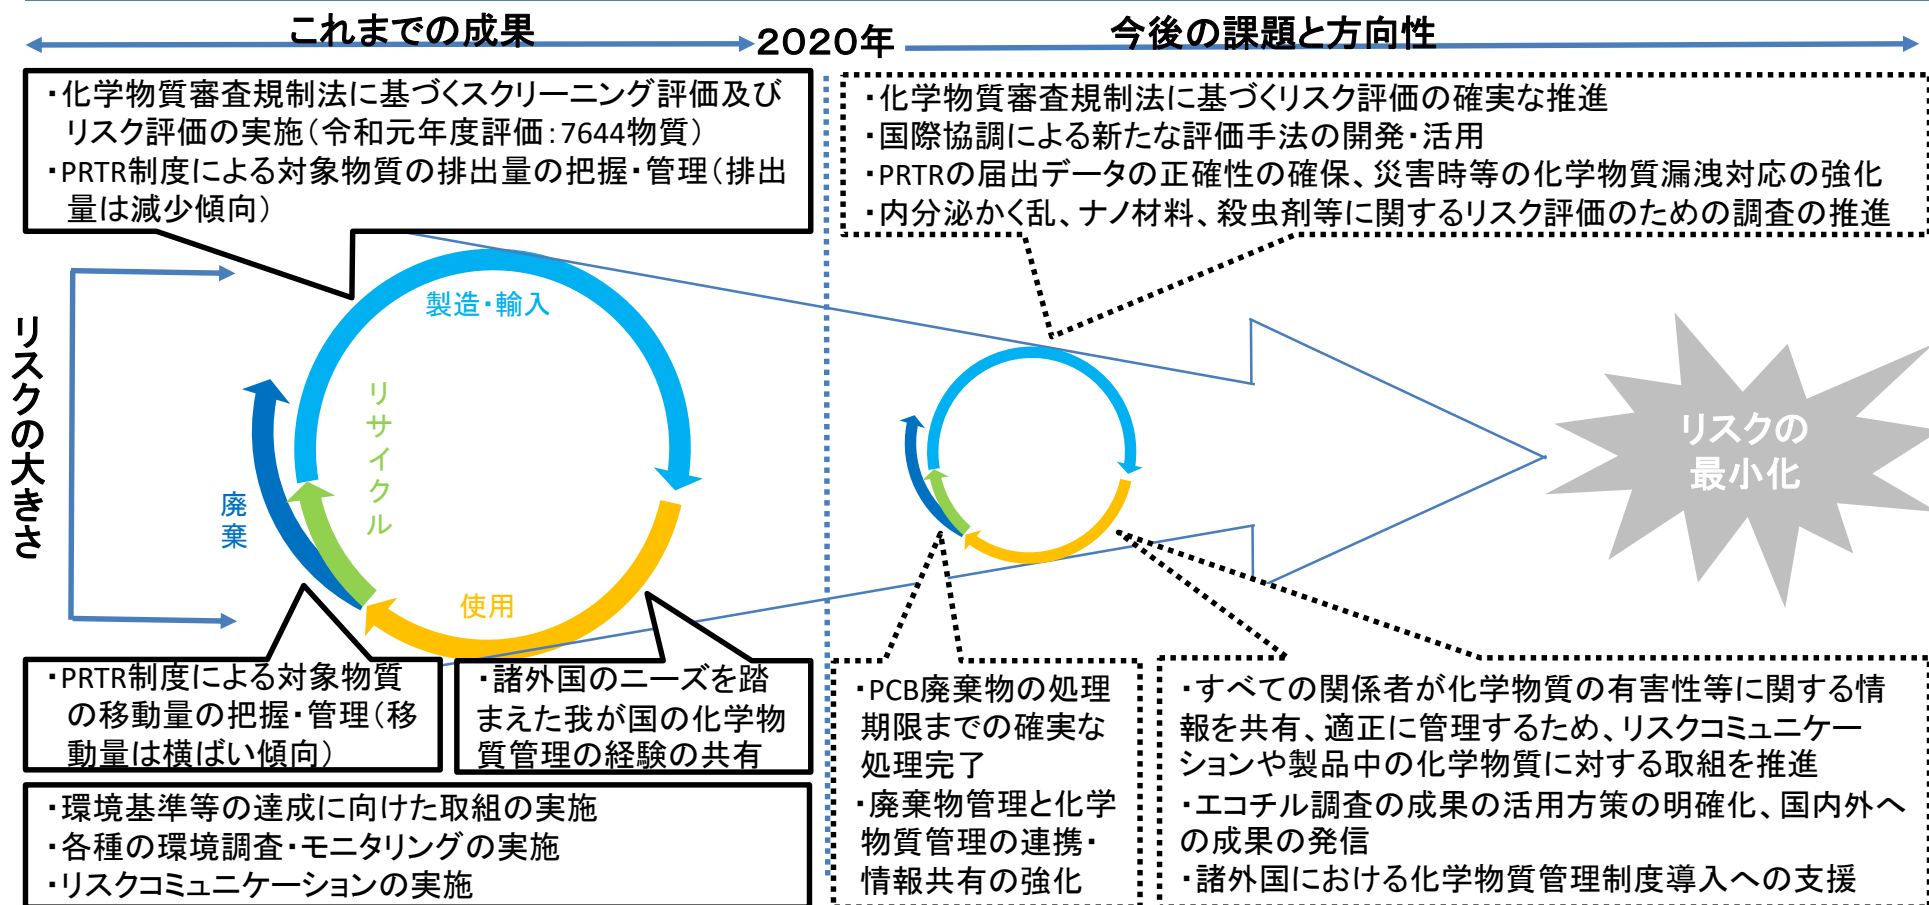 これまでの成果
2020年
今後の課題と方向性
・化学物質審査規制法に基づくスクリーニング評価及び
リスク評価の実施(令和元年度評価:7644物質)
・PRTR制度による対象物質の排出量の把握・管理(排出
量は減少傾向)
・化学物質審査規制法に基づくリスク評価の確実な推進
・国際協調による新たな評価手法の開発・活用
・PRTRの届出データの正確性の確保、災害時等の化学物質漏洩対応の強化
・内分泌かく乱、ナノ材料、殺虫剤等に関するリスク評価のための調査の推進
リスクの大きさ
製造・輸入
リサイクル
廃棄
使用
リスクの
最小化
・PRTR制度による対象物質
の移動量の把握・管理(移
動量は横ばい傾向)
・諸外国のニーズを踏
まえた我が国の化学物
質管理の経験の共有
・環境基準等の達成に向けた取組の実施
・各種の環境調査・モニタリングの実施
・リスクコミュニケーションの実施
・PCB廃棄物の処理
期限までの確実な
処理完了
・廃棄物管理と化学
物質管理の連携・
情報共有の強化
・すべての関係者が化学物質の有害性等に関する情
報を共有、適正に管理するため、リスクコミュニケー
ションや製品中の化学物質に対する取組を推進
・エコチル調査の成果の活用方策の明確化、国内外へ
の成果の発信
・諸外国における化学物質管理制度導入への支援